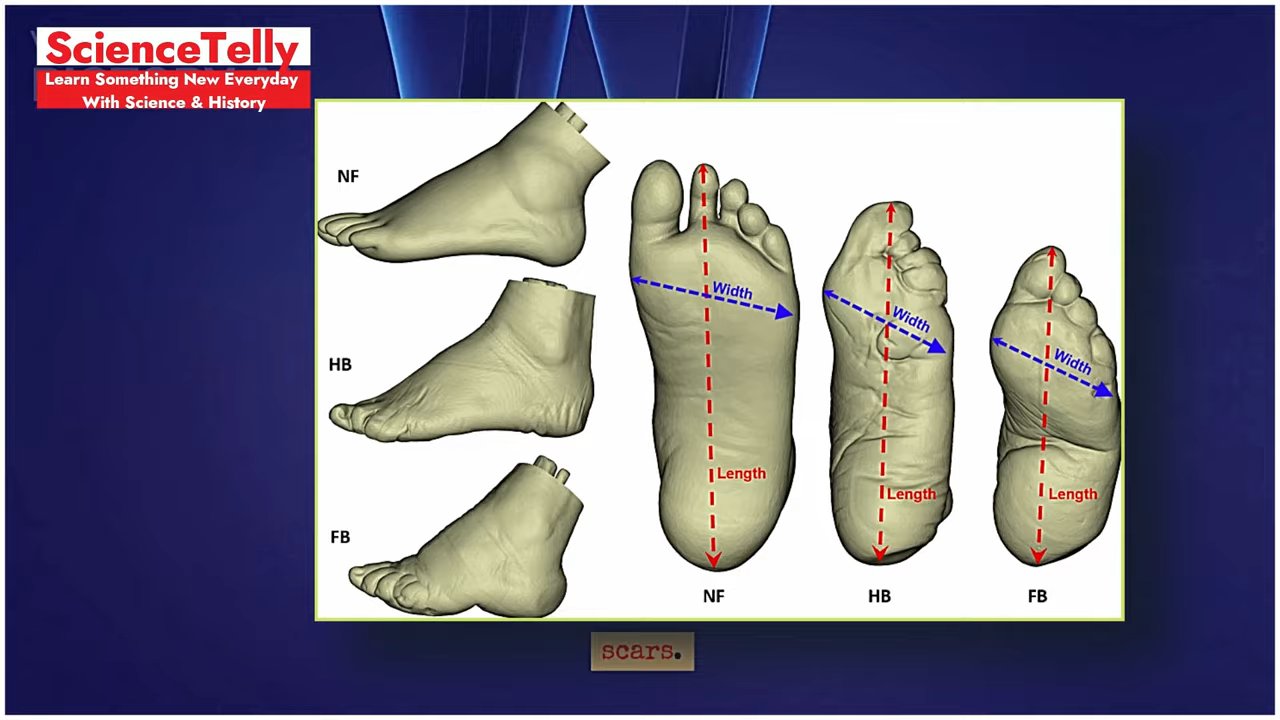 ScienceTelly
Learn Something New Everyday
With Science & History
NF
HB
FB
Width
Length
NF
Width
Length
HB
Width
Length
FB
scars.